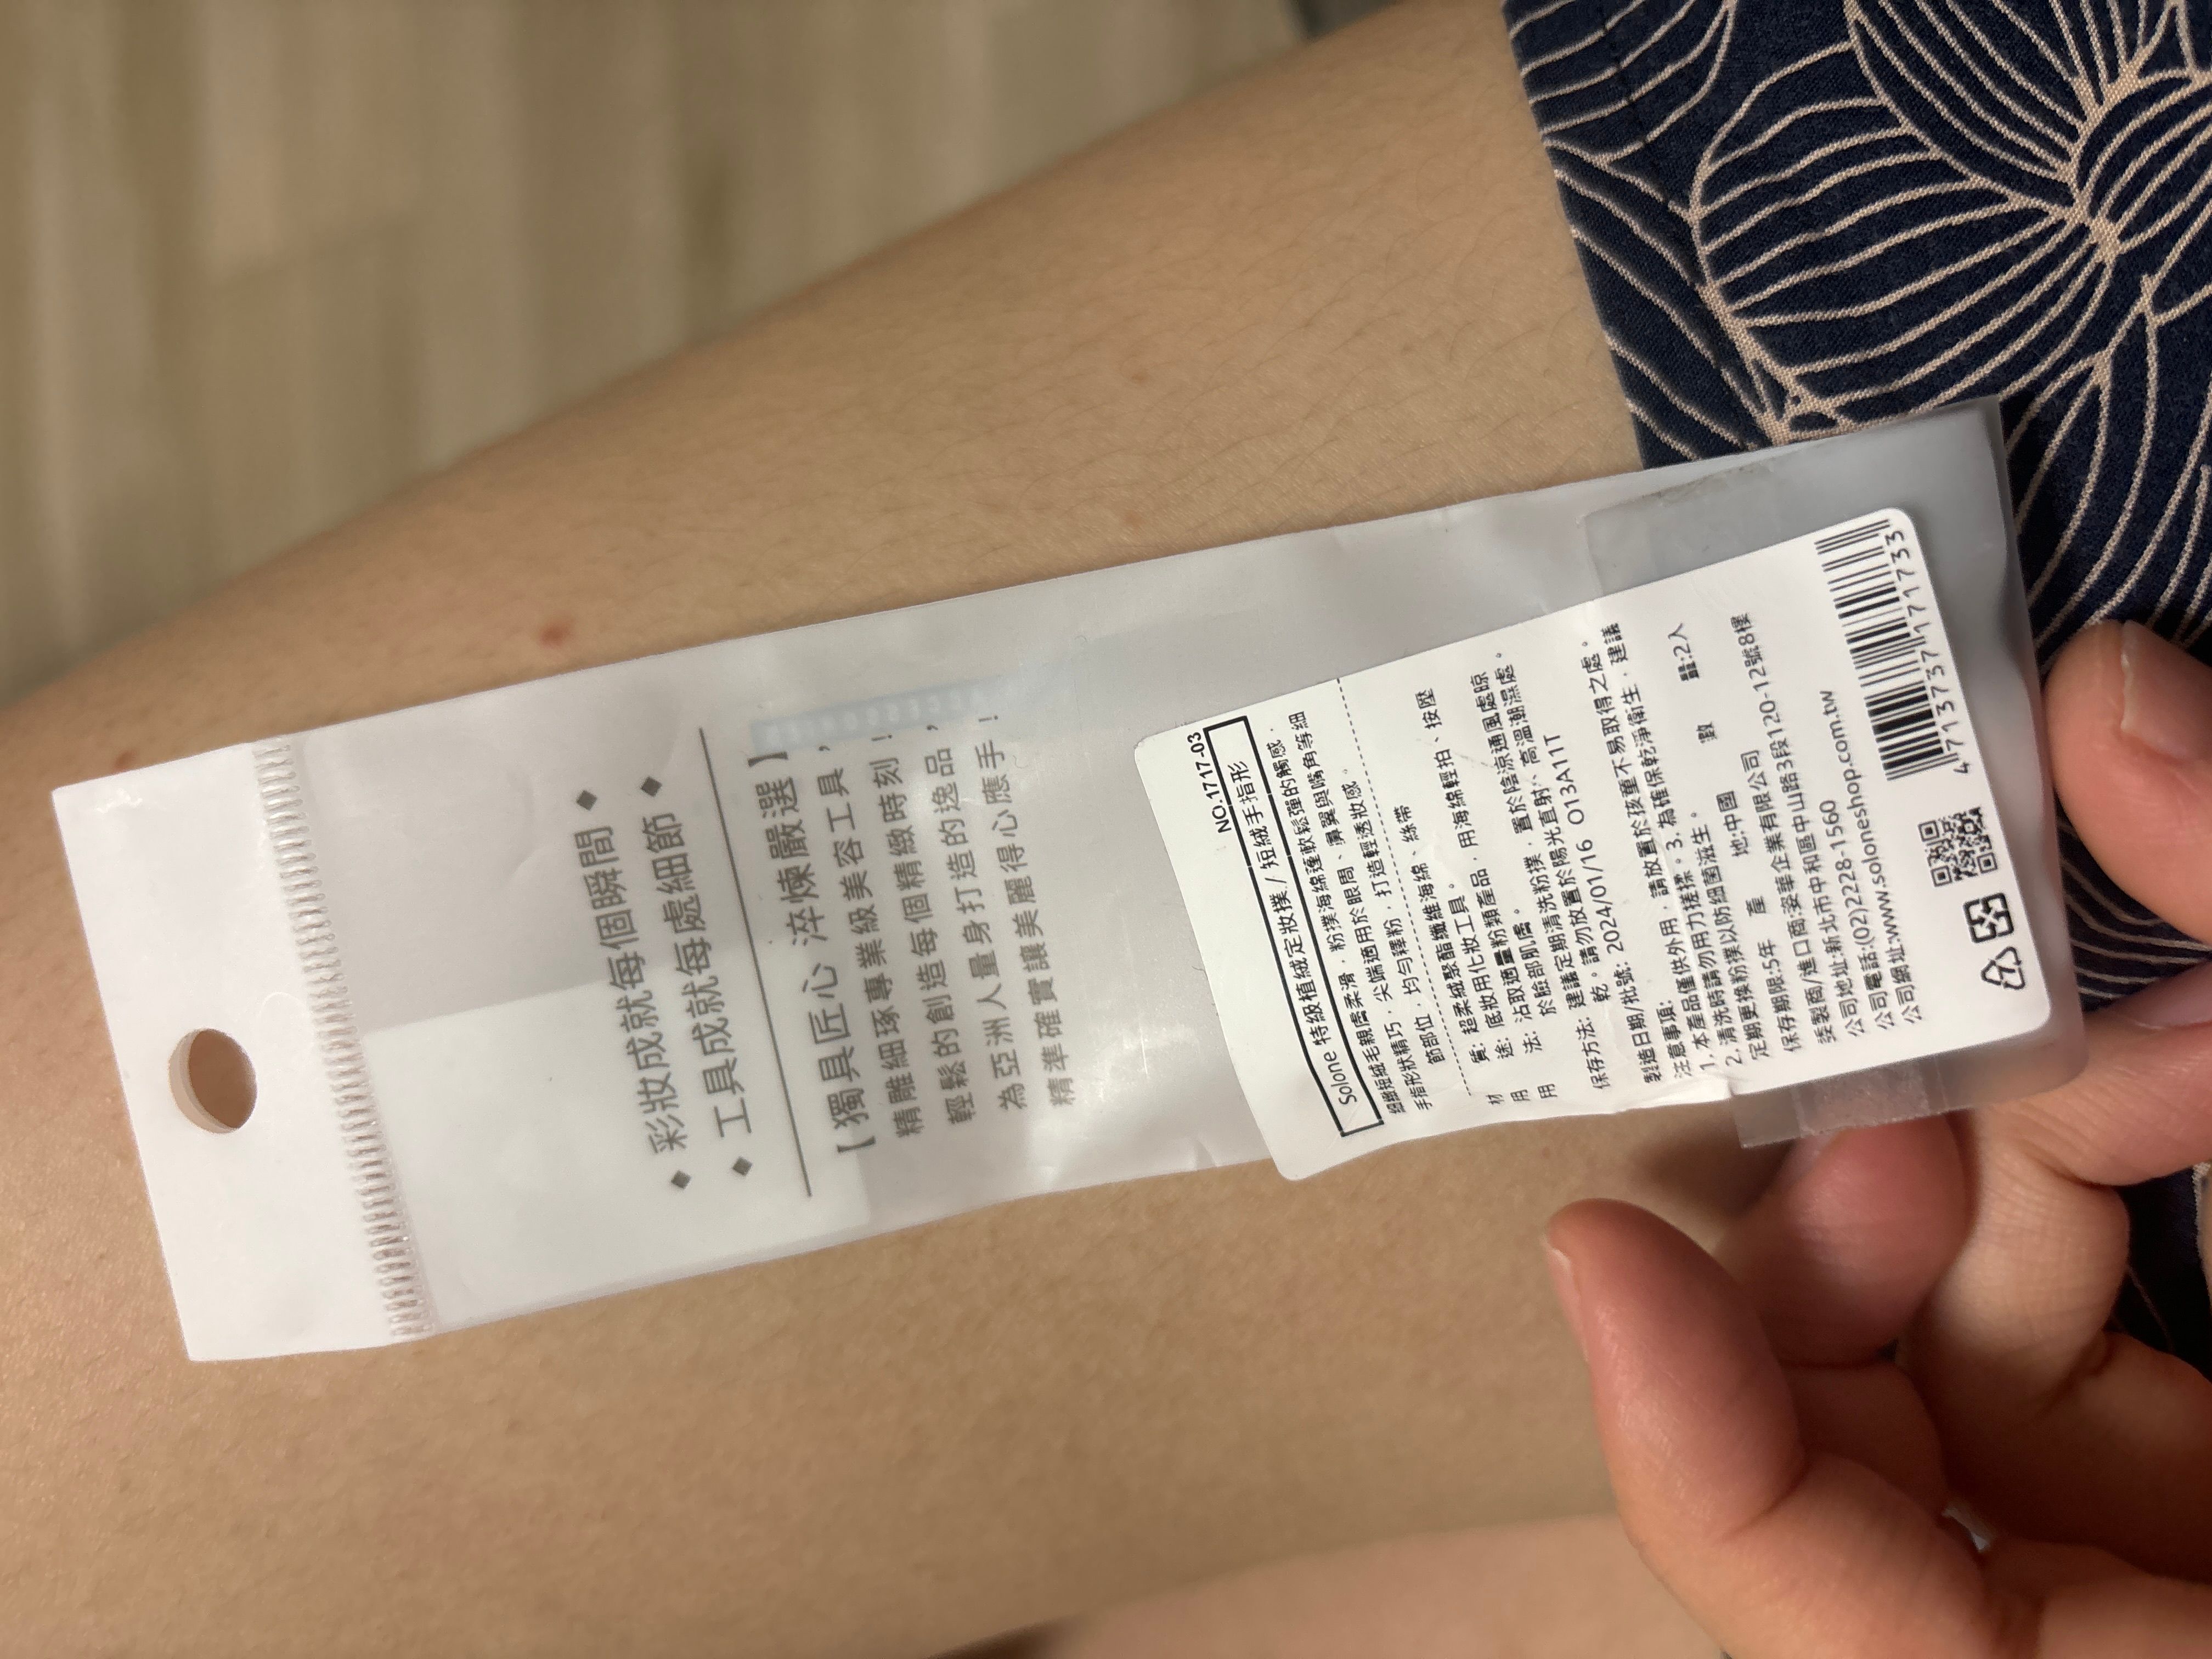 ◆ 彩妝成就每個瞬間 ◆
◆ 工具成就每處細節 ◆
【獨具匠心 淬煉嚴選】
精雕細琢專業級美容工具，
輕鬆的創造每個精緻時刻！
為亞洲人量身打造的逸品，
精準確實讓美麗得心應手！
NO.1717-03
Solone 特級植絨定妝撲 / 短絨手指形
細緻短絨毛親膚柔滑，粉撲海綿蓬軟鬆彈的觸感，
手指形狀精巧，尖端適用於眼周、鼻翼與嘴角等細
節部位，均勻釋粉，打造輕透妝感。
材 質: 超柔絨聚酯纖維海綿、絲帶
用 途: 底妝用化妝工具。
用 法: 沾取適量粉類產品，用海綿輕拍、按壓
於臉部肌膚。
保存方法: 建議定期清洗粉撲，置於陰涼通風處晾
乾。請勿放置於陽光直射、高溫潮濕處。
製造日期/批號: 2024/01/16 O13A11T
注意事項:
1. 本產品僅供外用，請放置於孩童不易取得之處。
2. 清洗時請勿用力搓揉。3. 為確保乾淨衛生，建議
定期更換粉撲以防細菌滋生。
保存期限:5年 產 地:中國 數 量:2入
委製商/進口商:姿華企業有限公司
公司地址:新北市中和區中山路3段120-12號8樓
公司電話:(02)2228-1560
公司網址:www.soloneshop.com.tw
4713737171733